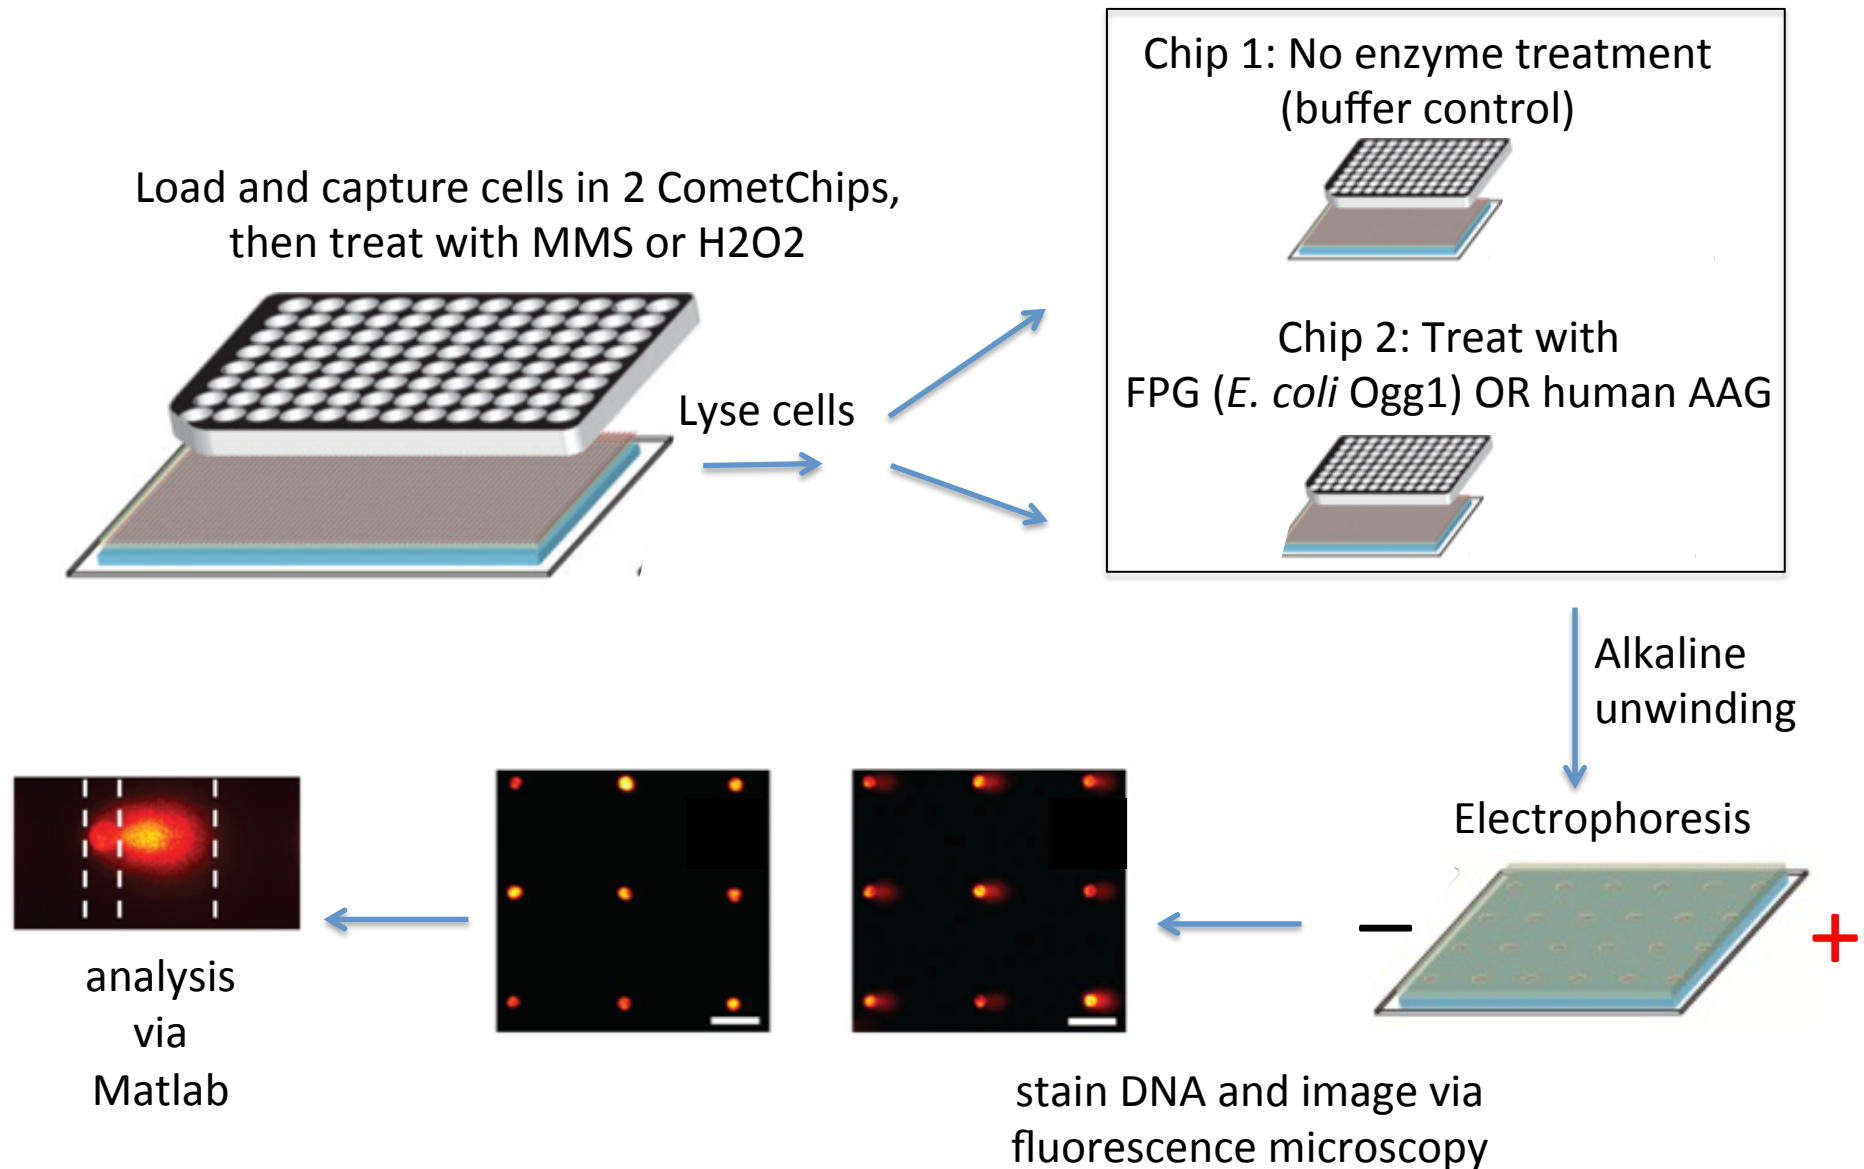 Chip 1: No enzyme treatment
(buffer control)
Load and capture cells in 2 CometChips,
then treat with MMS or H2O2
Chip 2: Treat with
FPG (E. coli Ogg1) OR human AAG
Lyse cells
Alkaline
unwinding
Electrophoresis
–
+
stain DNA and image via
fluorescence microscopy
analysis
via
Matlab